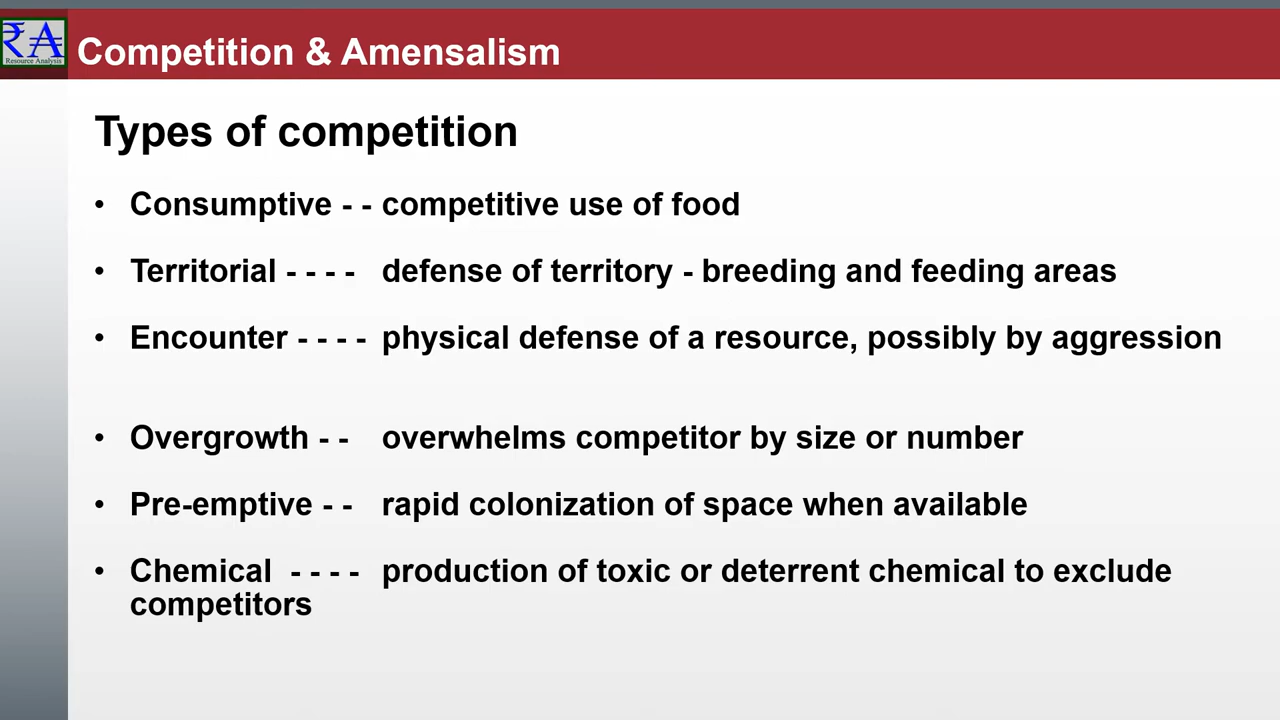 ₹A
Resource Analysis
Competition & Amensalism
Types of competition
• Consumptive - - competitive use of food
• Territorial - - - - defense of territory - breeding and feeding areas
• Encounter - - - - physical defense of a resource, possibly by aggression
• Overgrowth - - overwhelms competitor by size or number
• Pre-emptive - - rapid colonization of space when available
• Chemical - - - - production of toxic or deterrent chemical to exclude
competitors